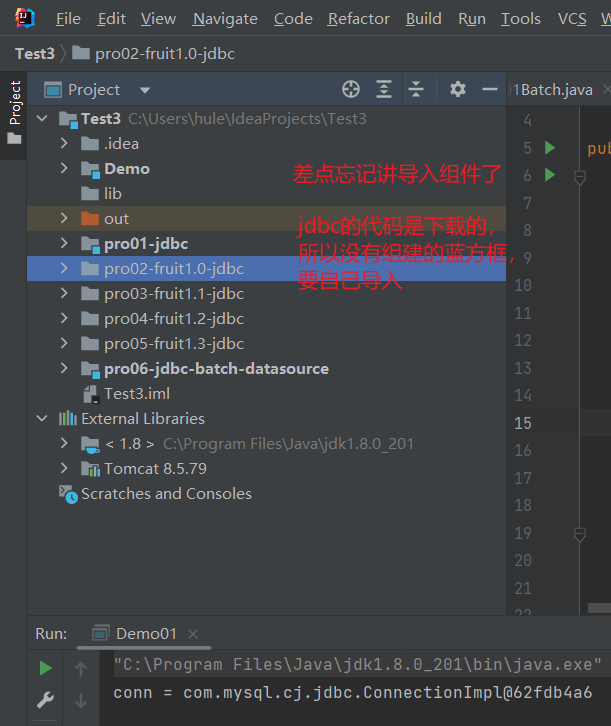 File Edit View Navigate Code Refactor Build Run Tools VCS W
Test3 pro02-fruit1.0-jdbc
Project
Project
1Batch.java
Test3 C:\Users\hule\IdeaProjects\Test3
.idea
Demo
lib
out
pro01-jdbc
pro02-fruit1.0-jdbc
pro03-fruit1.1-jdbc
pro04-fruit1.2-jdbc
pro05-fruit1.3-jdbc
pro06-jdbc-batch-datasource
Test3.iml
External Libraries
< 1.8 > C:\Program Files\Java\jdk1.8.0_201
Tomcat 8.5.79
Scratches and Consoles
差点忘记讲导入组件了
jdbc的代码是下载的，
所以没有组建的蓝方框，
要自己导入
4
5 pub
6
7
8
9
10
11
12
13
14
15
16
17
18
19
20
21
22
Run: Demo01
"C:\Program Files\Java\jdk1.8.0_201\bin\java.exe"
conn = com.mysql.cj.jdbc.ConnectionImpl@62fdb4a6